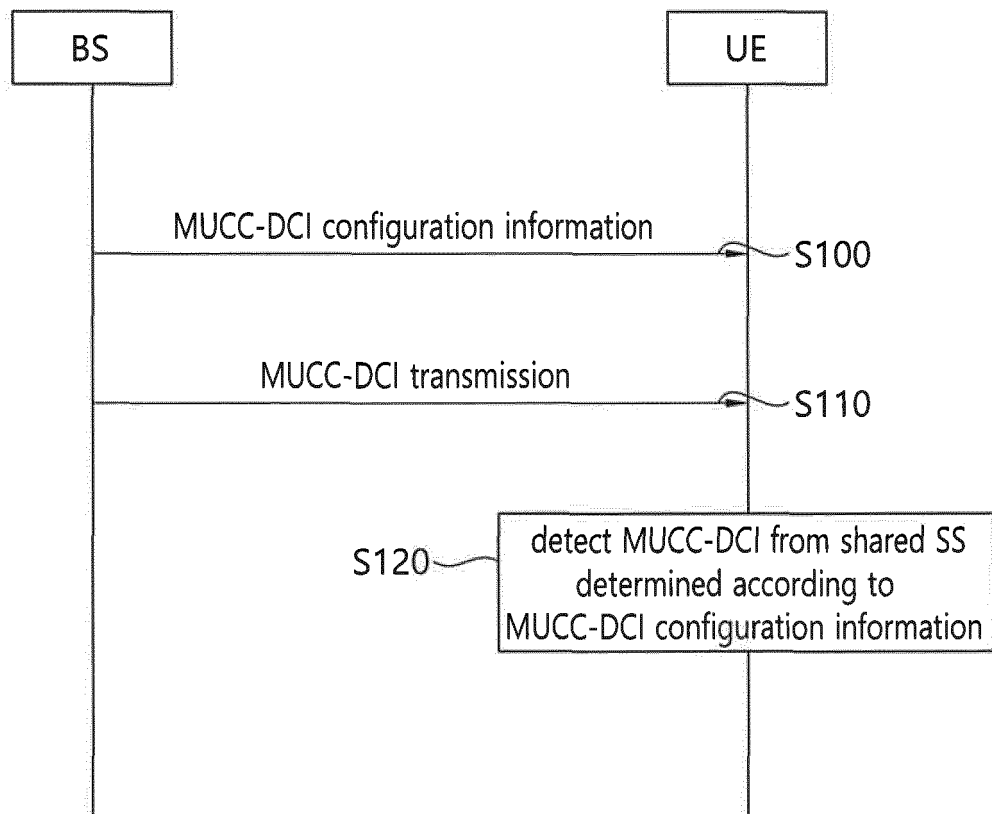 BS
UE
MUCC-DCI configuration information
S100
MUCC-DCI transmission
S110
S120
detect MUCC-DCI from shared SS
determined according to
MUCC-DCI configuration information